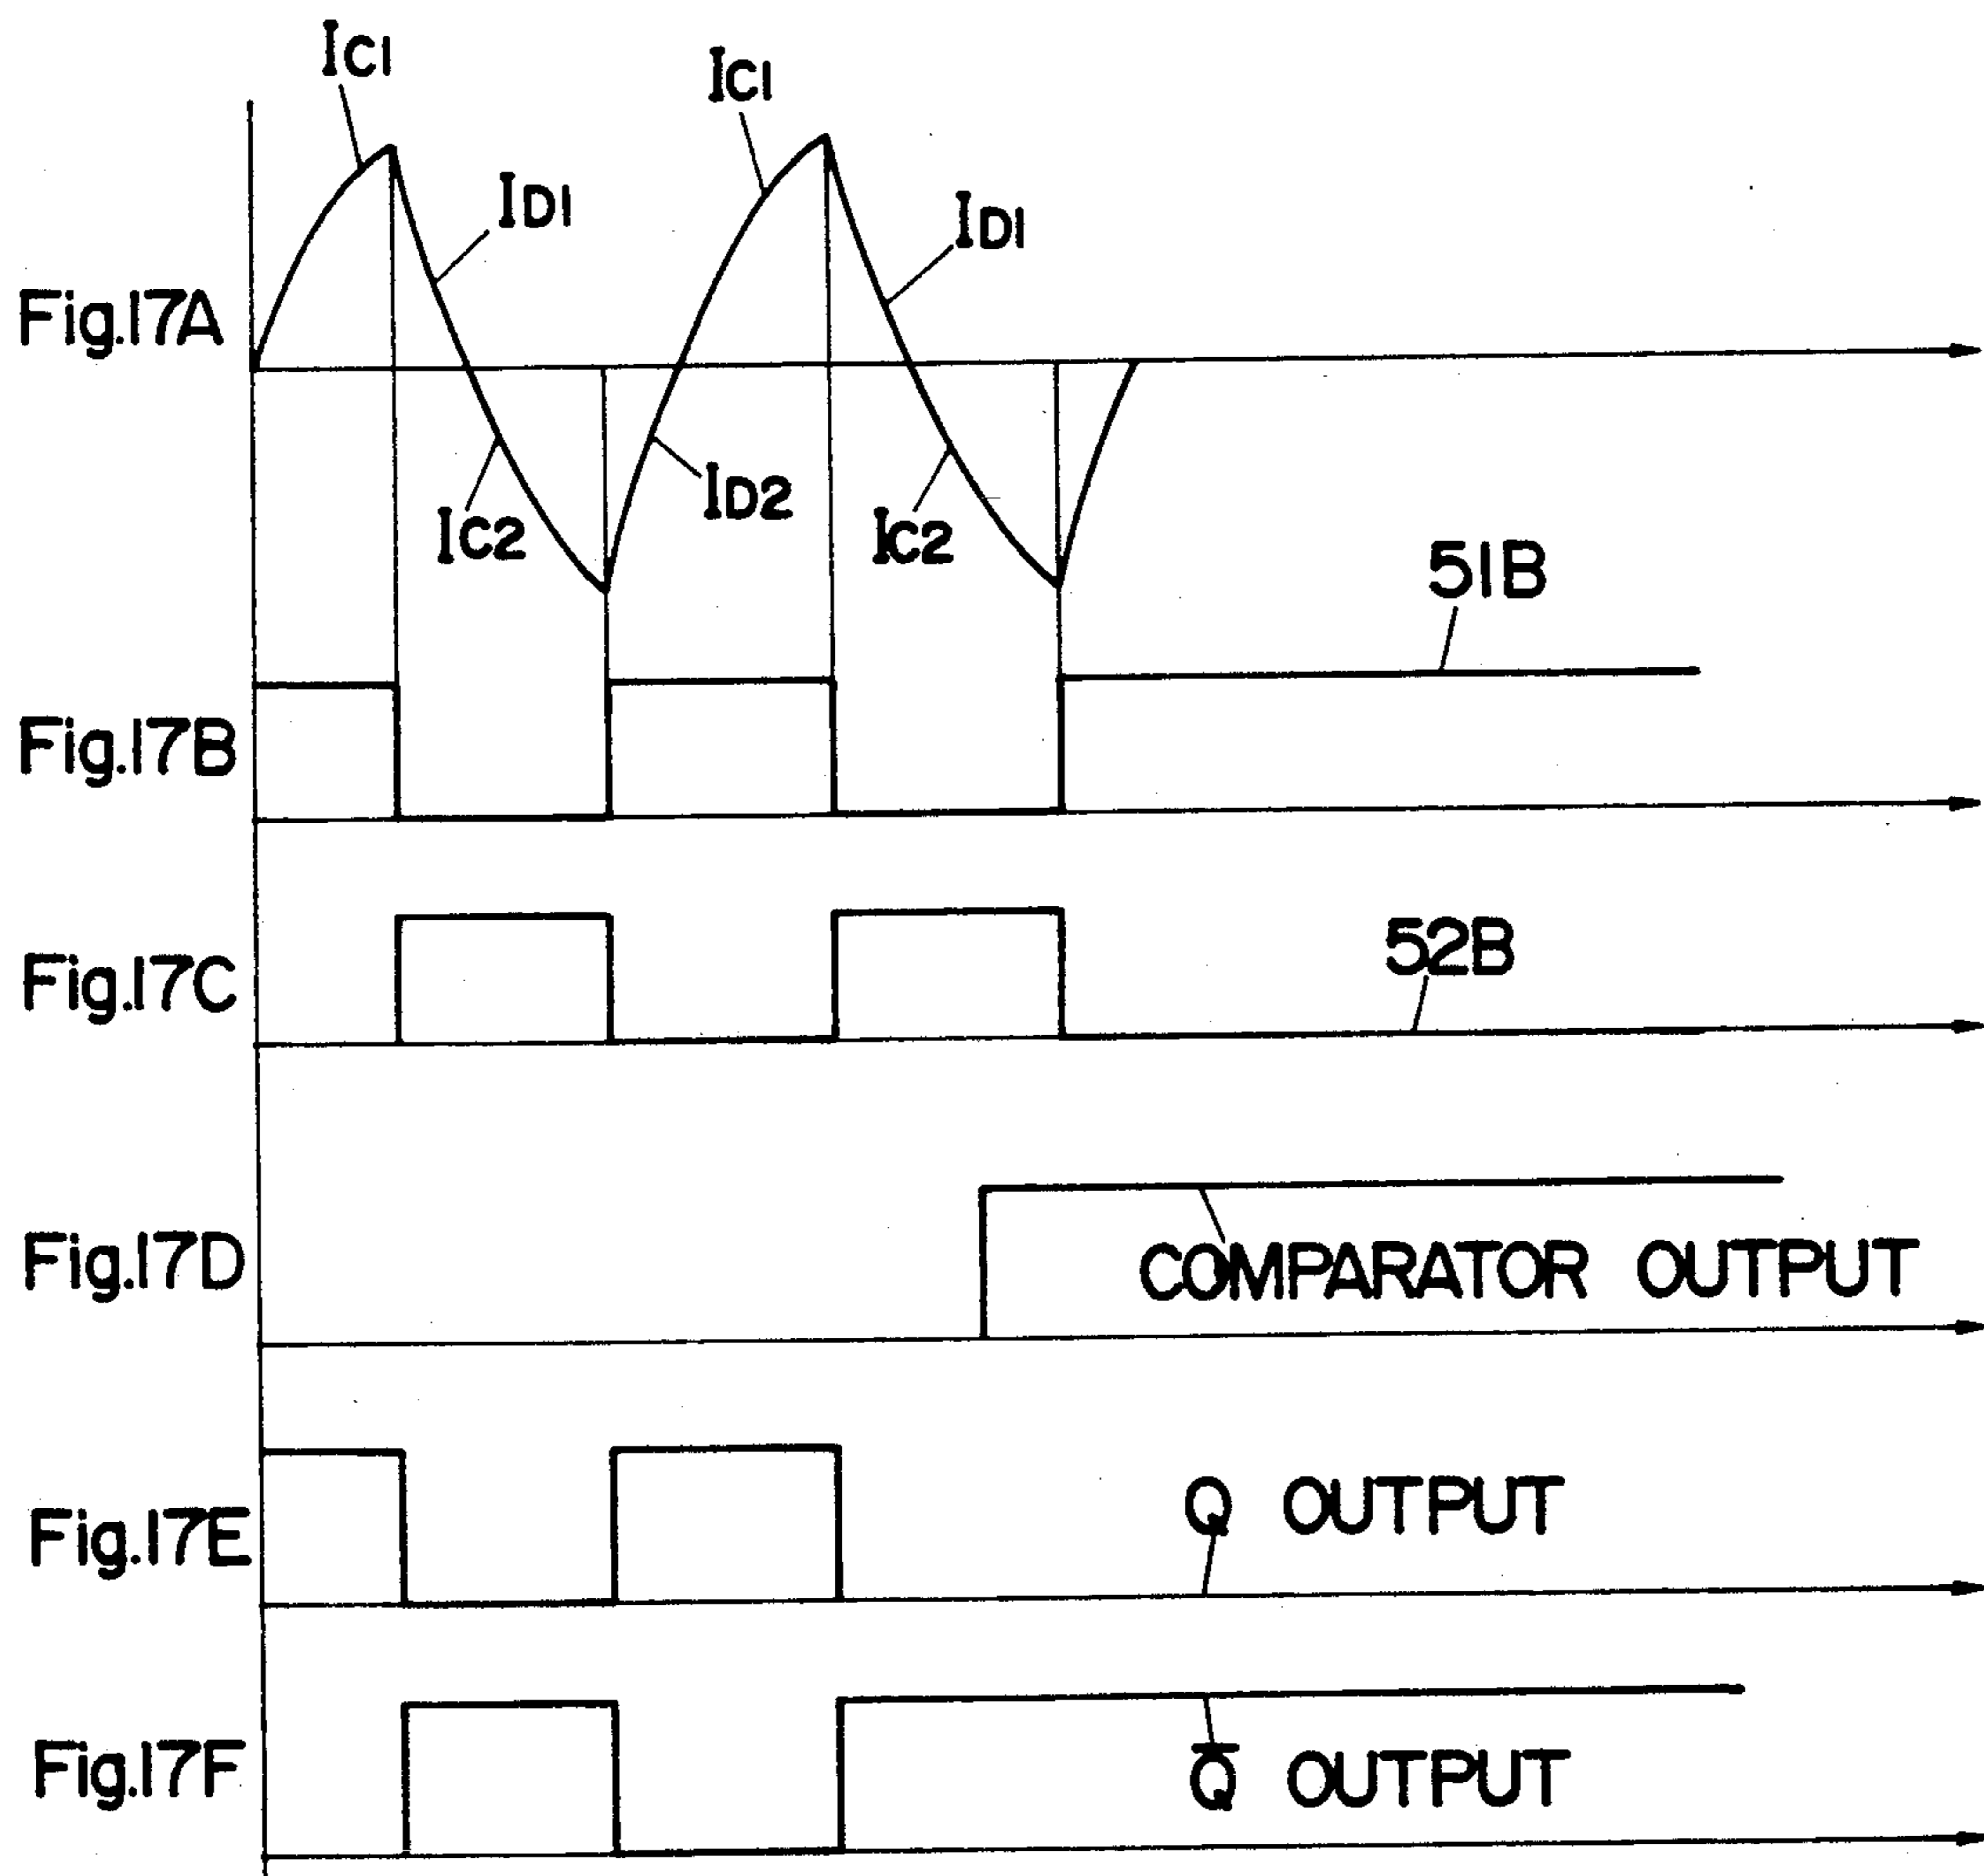 IC1
IC1
ID1
ID1
Fig.17A
ID2
IC2
IC2
51B
Fig.17B
52B
Fig.17C
Fig.17D
COMPARATOR OUTPUT
Q OUTPUT
Fig.17E
Fig.17F
Q̅ OUTPUT